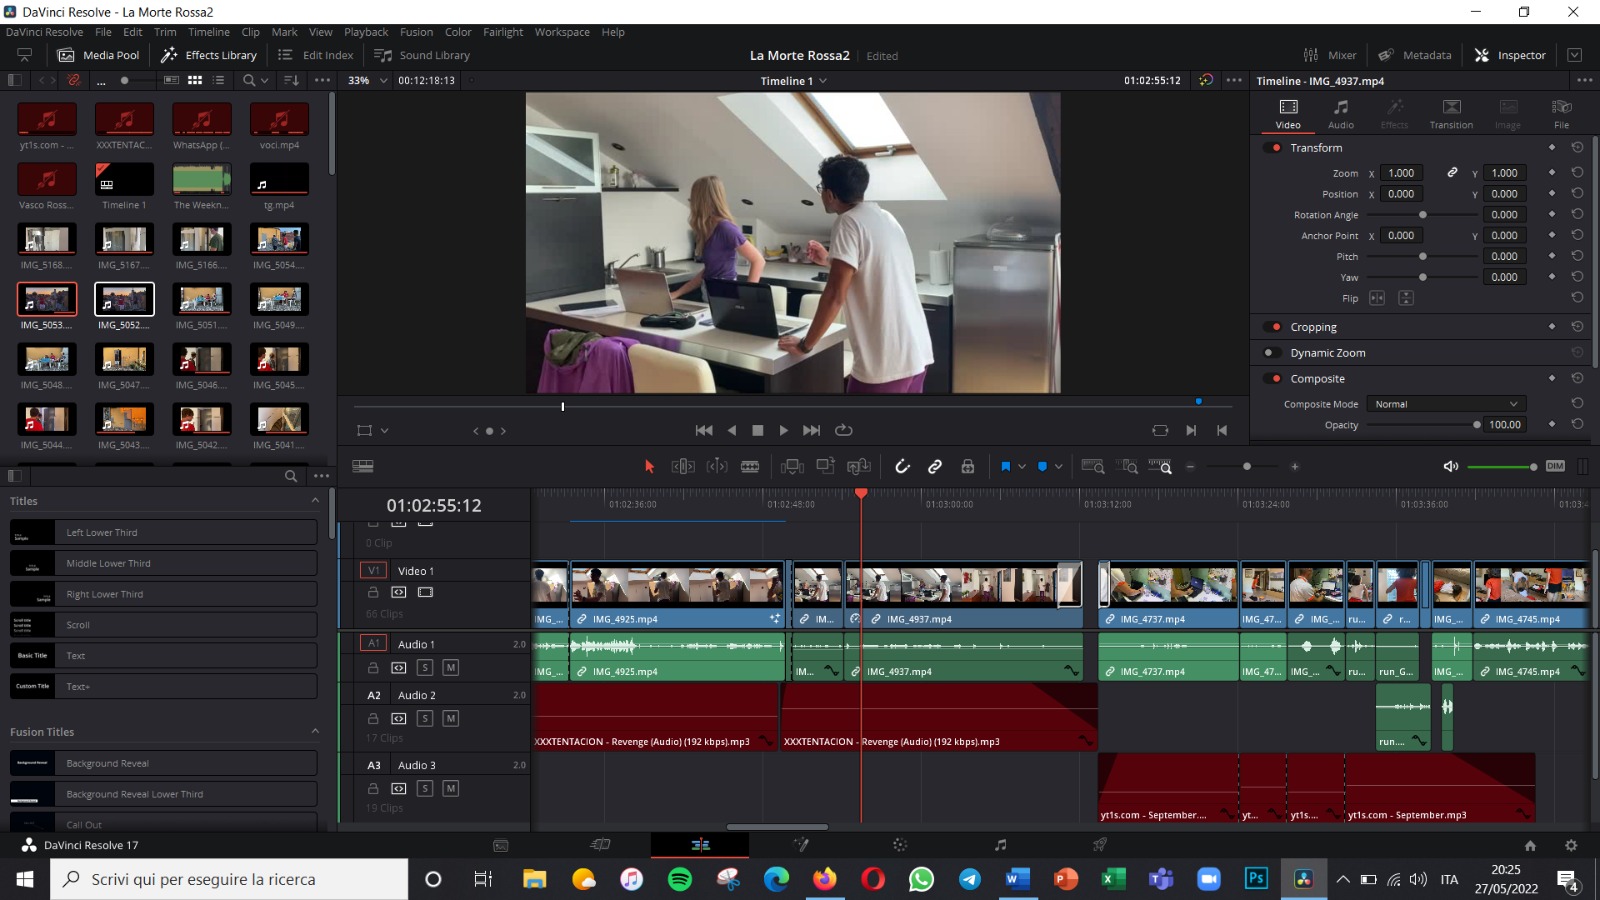 DaVinci Resolve - La Morte Rossa2
DaVinci Resolve File Edit Trim Timeline Clip Mark View Playback Fusion Color Fairlight Workspace Help
Media Pool Effects Library Edit Index Sound Library La Morte Rossa2 Edited Mixer Metadata Inspector
... 33% 00:12:18:13 Timeline 1 01:02:55:12 Timeline - IMG_4937.mp4
Video Audio Effects Transition Image File
yt1s.com - ... XXXTENTAC... WhatsApp (... voci.mp4
Vasco Ross... Timeline 1 The Weekn... tg.mp4
IMG_5168.... IMG_5167.... IMG_5166.... IMG_5054....
IMG_5053.... IMG_5052.... IMG_5051.... IMG_5049....
IMG_5048.... IMG_5047.... IMG_5046.... IMG_5045....
IMG_5044.... IMG_5043.... IMG_5042.... IMG_5041....
Transform
Zoom X 1.000 Y 1.000
Position X 0.000 Y 0.000
Rotation Angle 0.000
Anchor Point X 0.000 Y 0.000
Pitch 0.000
Yaw 0.000
Flip
Cropping
Dynamic Zoom
Composite
Composite Mode Normal
Opacity 100.00
DIM
Titles
Left Lower Third
Middle Lower Third
Right Lower Third
Scroll title
Scroll
Basic Title Text
Custom Title Text+
Fusion Titles
Background Reveal Background Reveal
Background Reveal Lower Third
Call Out
01:02:55:12
01:02:36:00 01:02:48:00 01:03:00:00 01:03:12:00 01:03:24:00 01:03:36:00 01:03:4
0 Clip
V1 Video 1
66 Clips
IMG_... IMG_4925.mp4 IM... IMG_4937.mp4 IMG_4737.mp4 IMG_47... IMG_... ru... r... IMG_... IMG_4745.mp4
A1 Audio 1 2.0
S M
IMG_... IMG_4925.mp4 IM... IMG_4937.mp4 IMG_4737.mp4 IMG_47... IMG_... ru... run_G... IMG_... IMG_4745.mp4
A2 Audio 2 2.0
S M
17 Clips
XXXTENTACION - Revenge (Audio) (192 kbps).mp3 XXXTENTACION - Revenge (Audio) (192 kbps).mp3 run....
A3 Audio 3 2.0
S M
19 Clips
yt1s.com - September.... yt... yt1s.... yt1s.com - September.mp3
DaVinci Resolve 17
Scrivi qui per eseguire la ricerca
Ps
ITA
20:25
27/05/2022
4